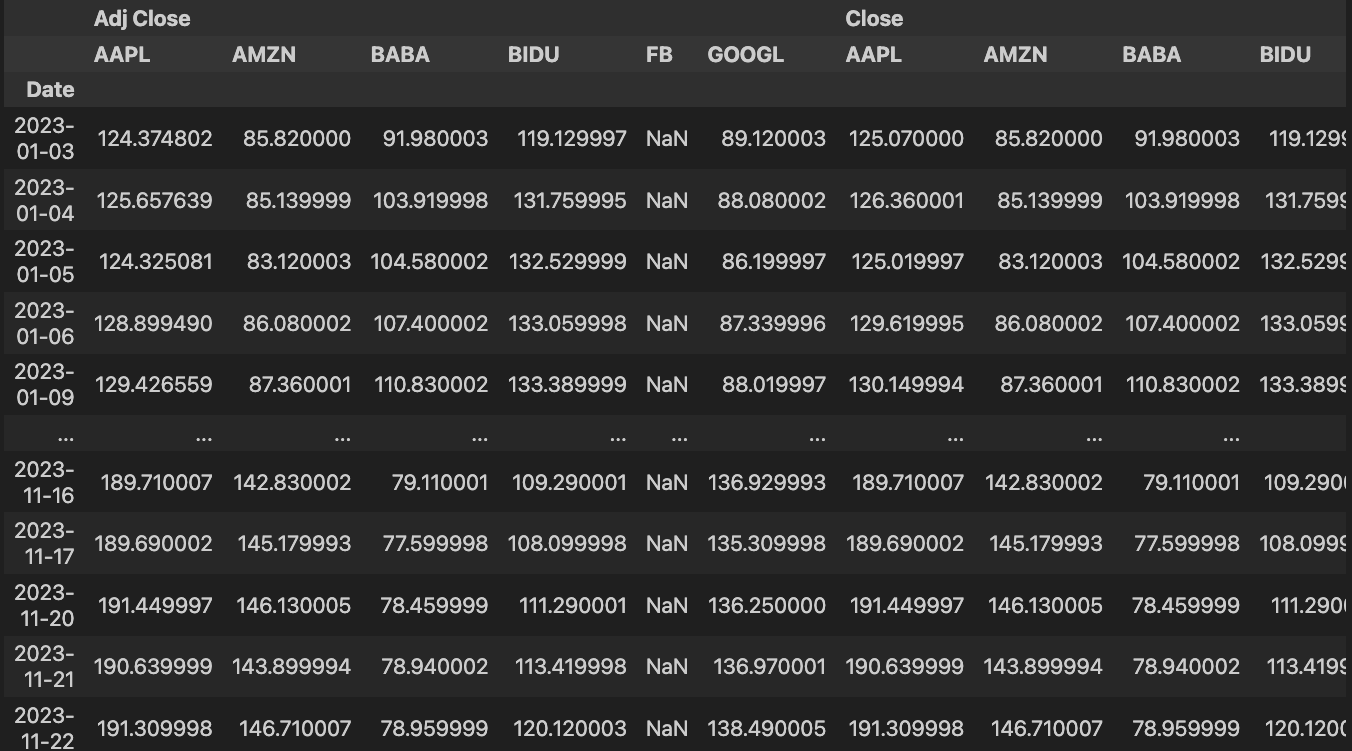 Adj Close Close
AAPL AMZN BABA BIDU FB GOOGL AAPL AMZN BABA BIDU
Date
2023-01-03 124.374802 85.820000 91.980003 119.129997 NaN 89.120003 125.070000 85.820000 91.980003 119.129
2023-01-04 125.657639 85.139999 103.919998 131.759995 NaN 88.080002 126.360001 85.139999 103.919998 131.759
2023-01-05 124.325081 83.120003 104.580002 132.529999 NaN 86.199997 125.019997 83.120003 104.580002 132.529
2023-01-06 128.899490 86.080002 107.400002 133.059998 NaN 87.339996 129.619995 86.080002 107.400002 133.059
2023-01-09 129.426559 87.360001 110.830002 133.389999 NaN 88.019997 130.149994 87.360001 110.830002 133.389
... ... ... ... ... ... ... ... ... ...
2023-11-16 189.710007 142.830002 79.110001 109.290001 NaN 136.929993 189.710007 142.830002 79.110001 109.290
2023-11-17 189.690002 145.179993 77.599998 108.099998 NaN 135.309998 189.690002 145.179993 77.599998 108.099
2023-11-20 191.449997 146.130005 78.459999 111.290001 NaN 136.250000 191.449997 146.130005 78.459999 111.290
2023-11-21 190.639999 143.899994 78.940002 113.419998 NaN 136.970001 190.639999 143.899994 78.940002 113.419
2023-11-22 191.309998 146.710007 78.959999 120.120003 NaN 138.490005 191.309998 146.710007 78.959999 120.120